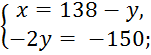 x = 138 − y,
−2y = −150;